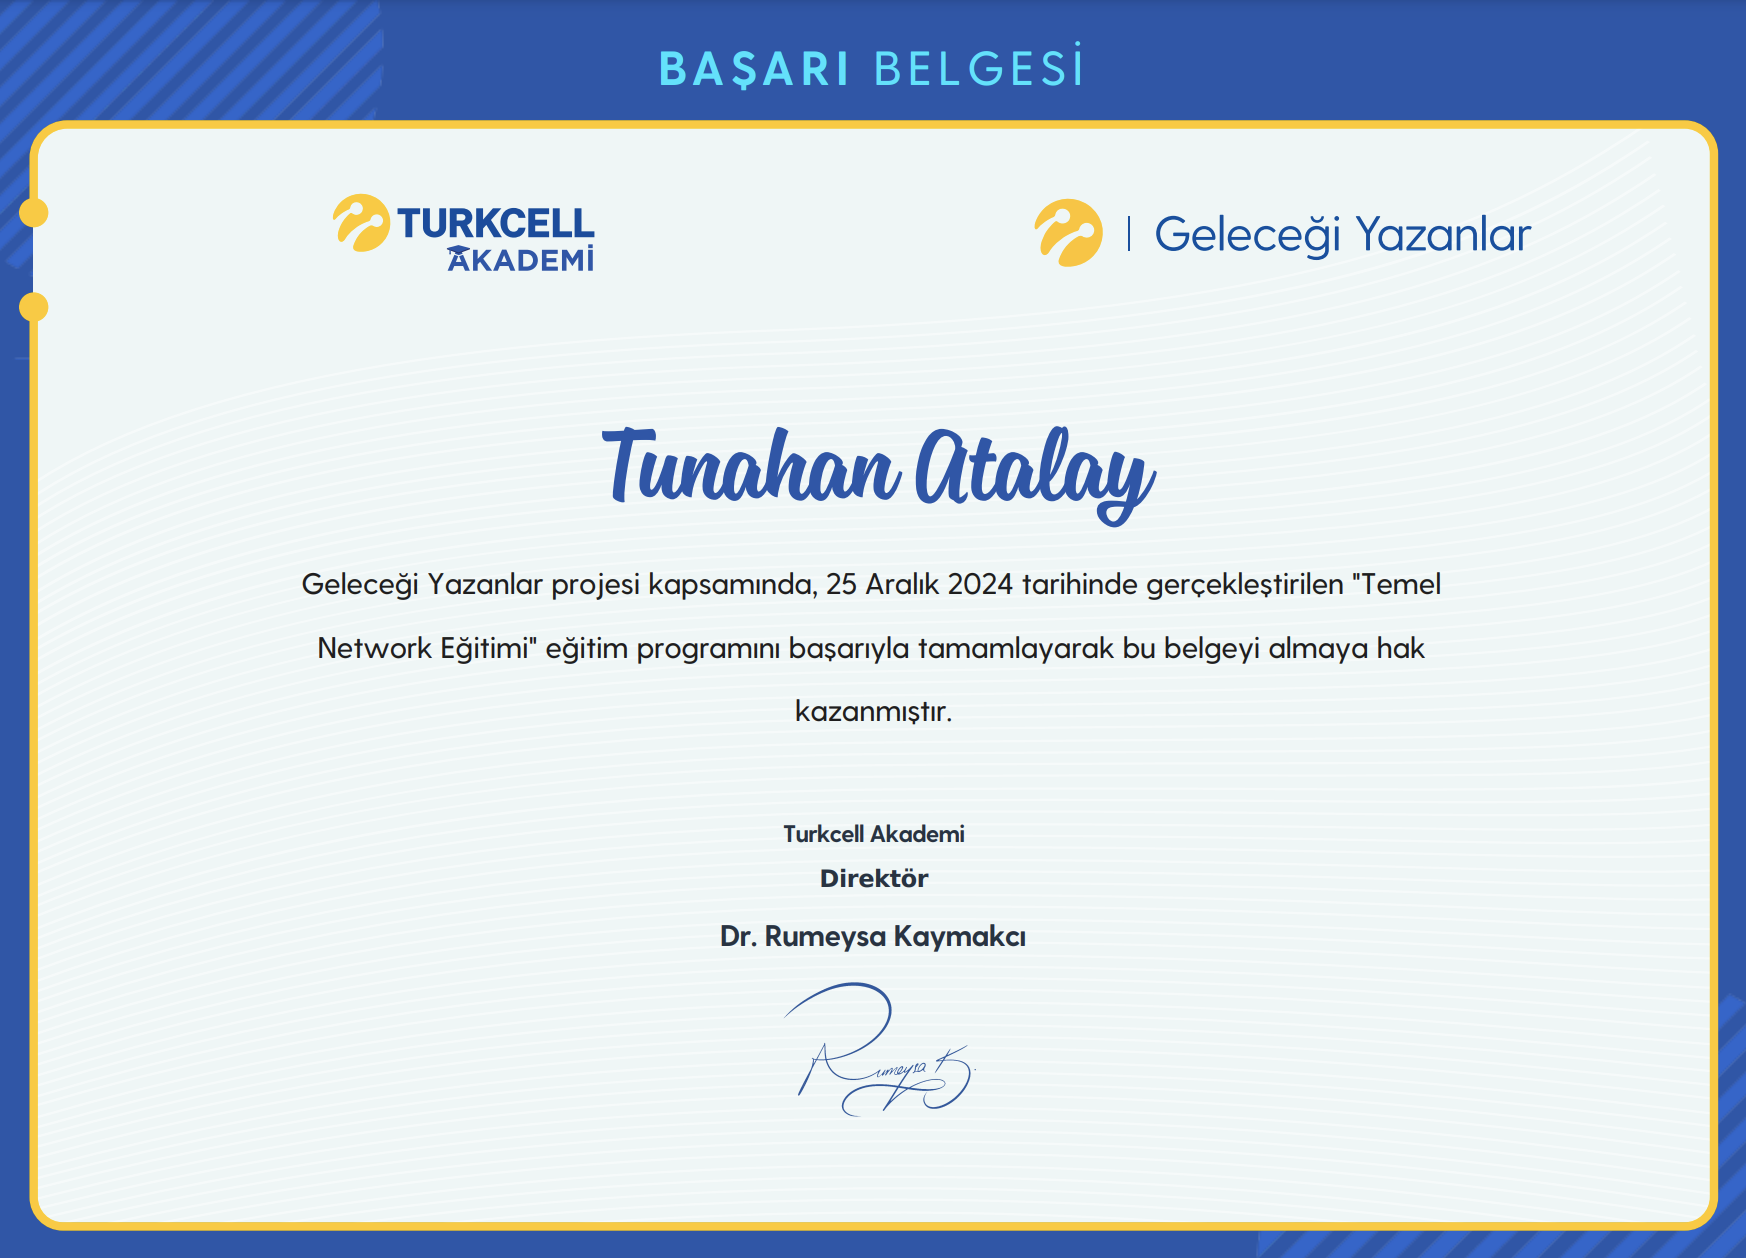 BAŞARI BELGESİ
TURKCELL
AKADEMİ
Geleceği Yazanlar
Tunahan Atalay
Geleceği Yazanlar projesi kapsamında, 25 Aralık 2024 tarihinde gerçekleştirilen "Temel
Network Eğitimi" eğitim programını başarıyla tamamlayarak bu belgeyi almaya hak
kazanmıştır.
Turkcell Akademi
Direktör
Dr. Rumeysa Kaymakcı
Rumeysa K.